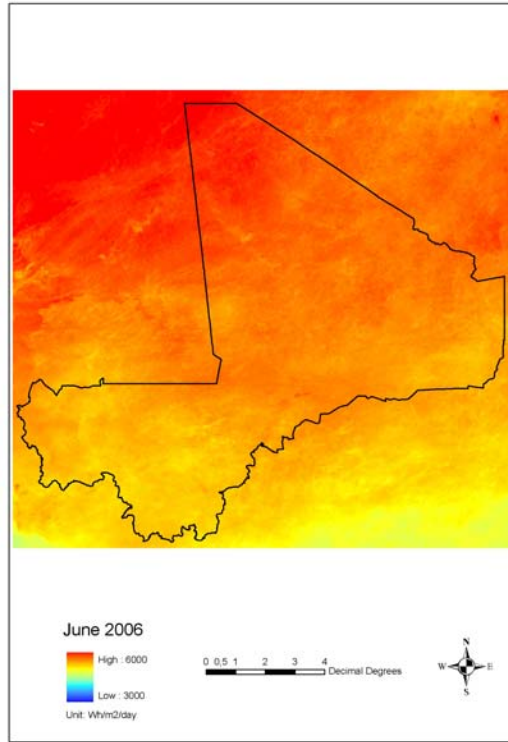 June 2006
High : 6000
Low : 3000
Unit: Wh/m2/day
0 0,5 1 2 3 4
Decimal Degrees
N
W E
S